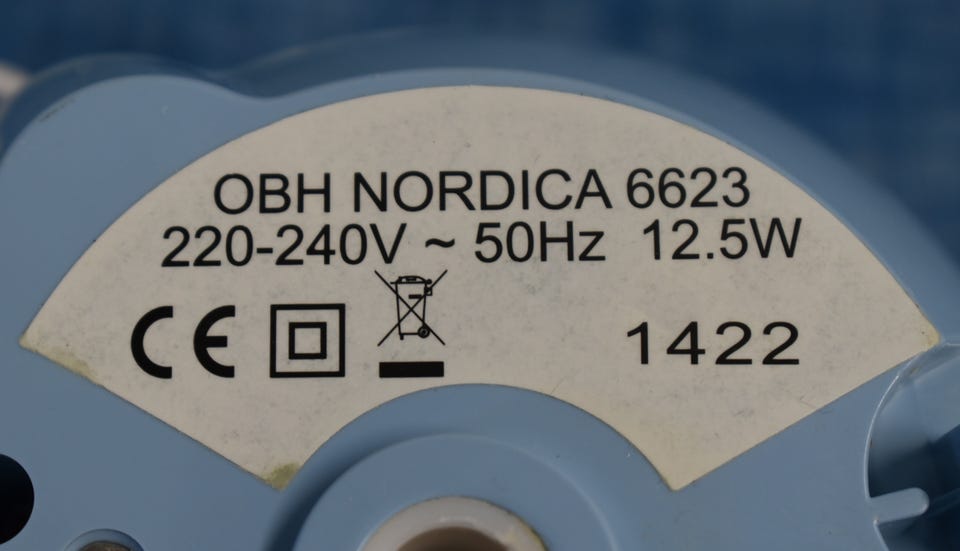 OBH NORDICA 6623
220-240V ~ 50Hz 12.5W
CE 1422